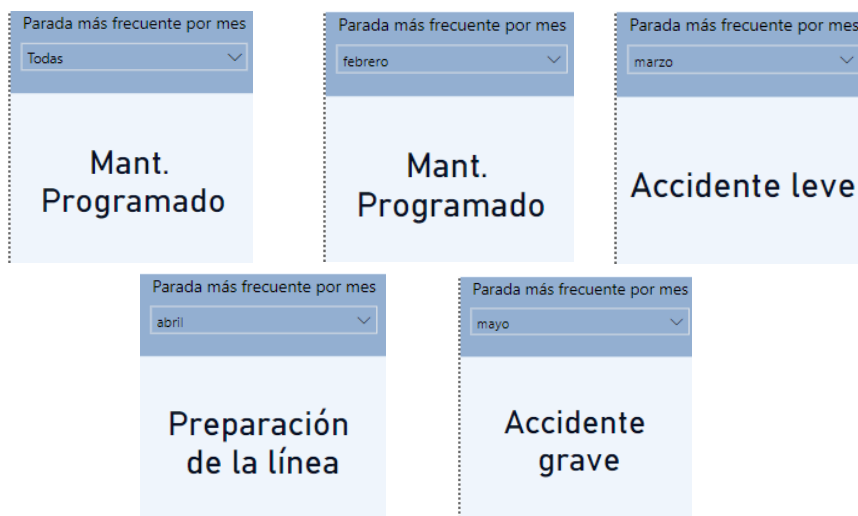 Parada más frecuente por mes
Todas
Mant.
Programado
Parada más frecuente por mes
febrero
Mant.
Programado
Parada más frecuente por mes
marzo
Accidente leve
Parada más frecuente por mes
abril
Preparación
de la línea
Parada más frecuente por mes
mayo
Accidente
grave